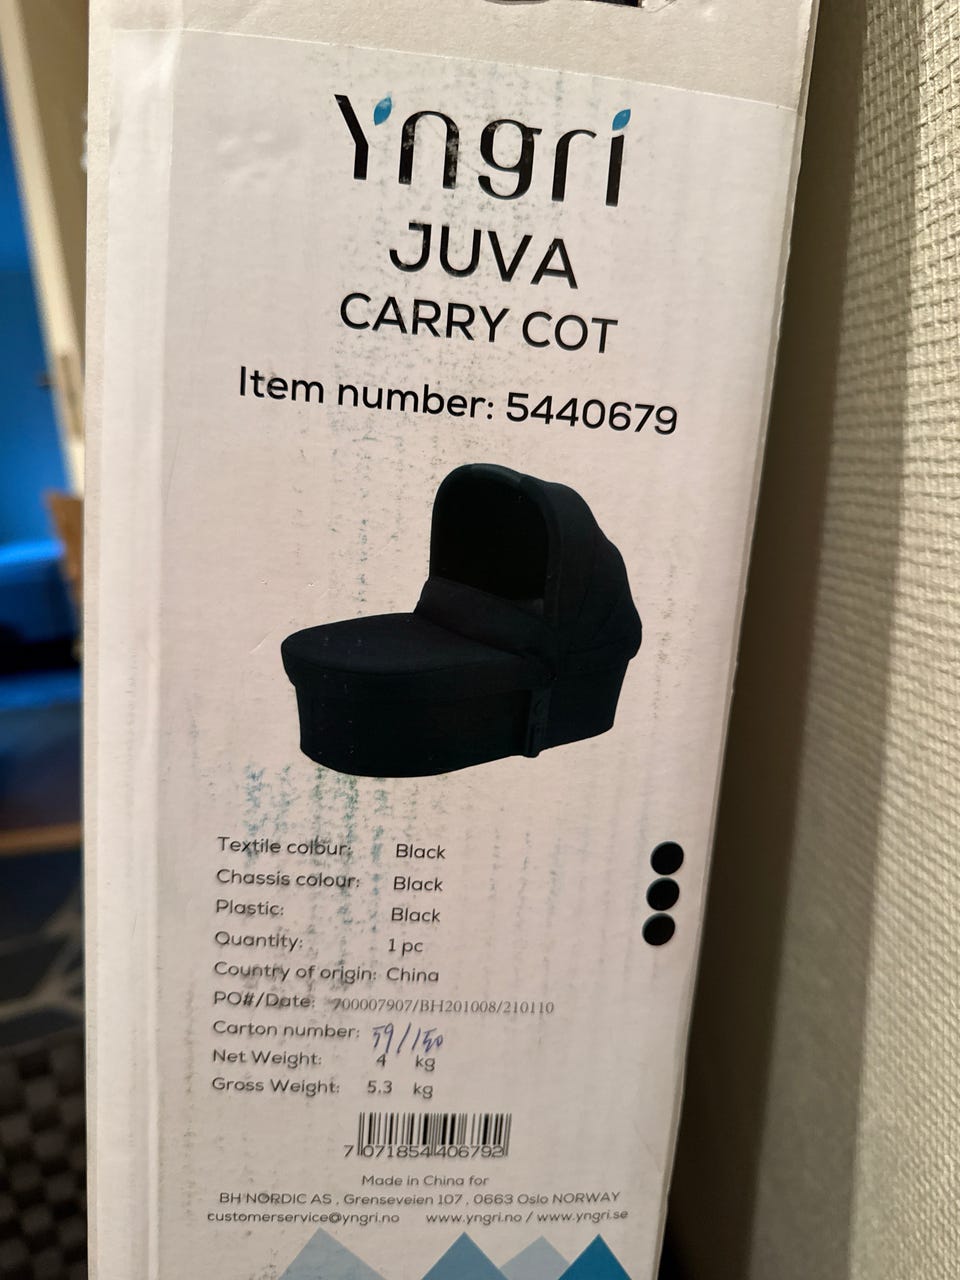 Yngri
JUVA
CARRY COT
Item number: 5440679
Textile colour: Black
Chassis colour: Black
Plastic: Black
Quantity: 1 pc
Country of origin: China
PO#/Date: 700007907/BH201008/210110
Carton number: 59/150
Net Weight: 4 kg
Gross Weight: 5.3 kg
7 071854 406792
Made in China for
BH NORDIC AS , Grenseveien 107 , 0663 Oslo NORWAY
customerservice@yngri.no www.yngri.no / www.yngri.se